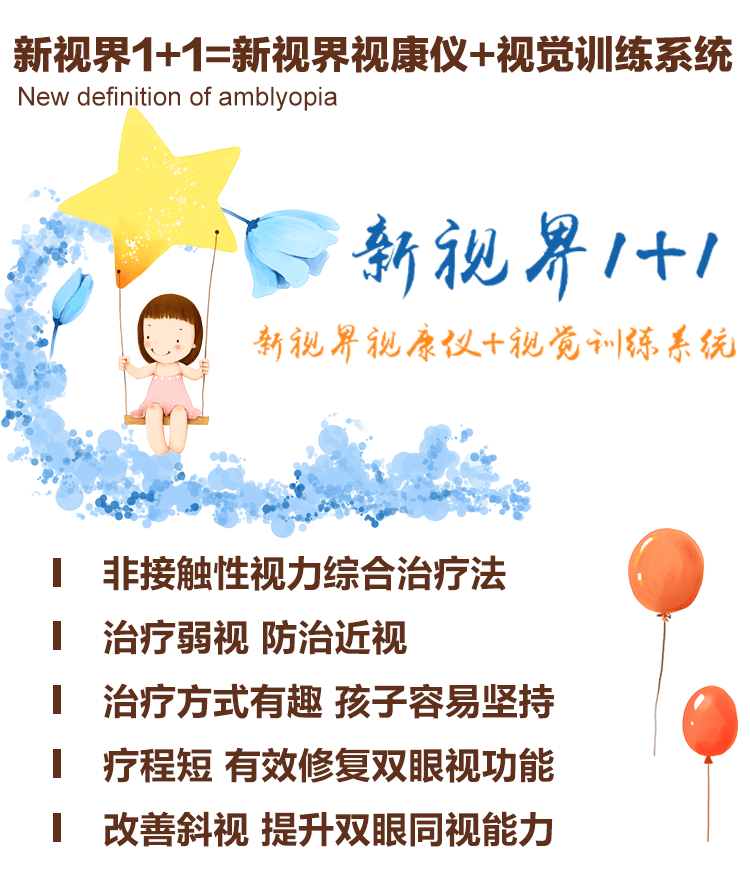 新视界1+1=新视界视康仪+视觉训练系统
New definition of amblyopia
新视界1+1
新视界视康仪+视觉训练系统
非接触性视力综合治疗法
治疗弱视 防治近视
治疗方式有趣 孩子容易坚持
疗程短 有效修复双眼视功能
改善斜视 提升双眼同视能力